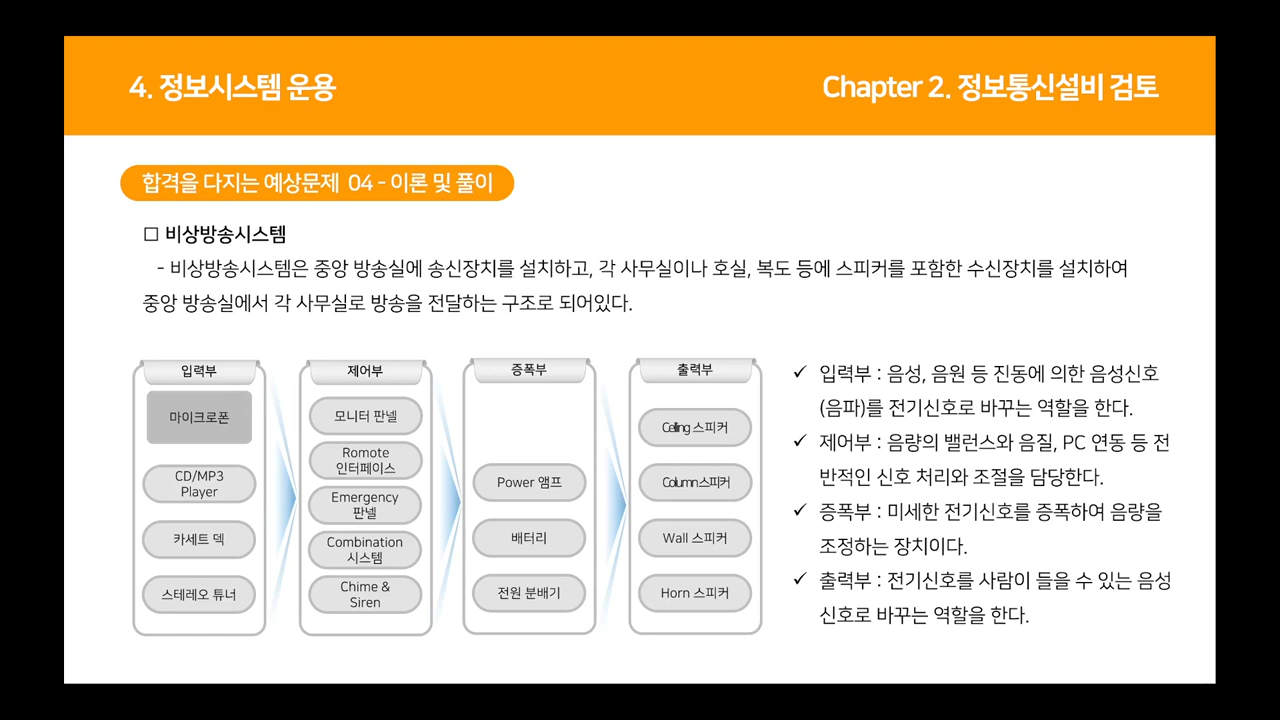 4. 정보시스템 운용
Chapter 2. 정보통신설비 검토
합격을 다지는 예상문제 04 - 이론 및 풀이
□ 비상방송시스템
- 비상방송시스템은 중앙 방송실에 송신장치를 설치하고, 각 사무실이나 호실, 복도 등에 스피커를 포함한 수신장치를 설치하여
중앙 방송실에서 각 사무실로 방송을 전달하는 구조로 되어있다.
입력부
마이크로폰
CD/MP3
Player
카세트 덱
스테레오 튜너
제어부
모니터 판넬
Romote
인터페이스
Emergency
판넬
Combination
시스템
Chime &
Siren
증폭부
Power 앰프
배터리
전원 분배기
출력부
Celling 스피커
Column 스피커
Wall 스피커
Horn 스피커
✓ 입력부 : 음성, 음원 등 진동에 의한 음성신호
(음파)를 전기신호로 바꾸는 역할을 한다.
✓ 제어부 : 음량의 밸런스와 음질, PC 연동 등 전
반적인 신호 처리와 조절을 담당한다.
✓ 증폭부 : 미세한 전기신호를 증폭하여 음량을
조정하는 장치이다.
✓ 출력부 : 전기신호를 사람이 들을 수 있는 음성
신호로 바꾸는 역할을 한다.